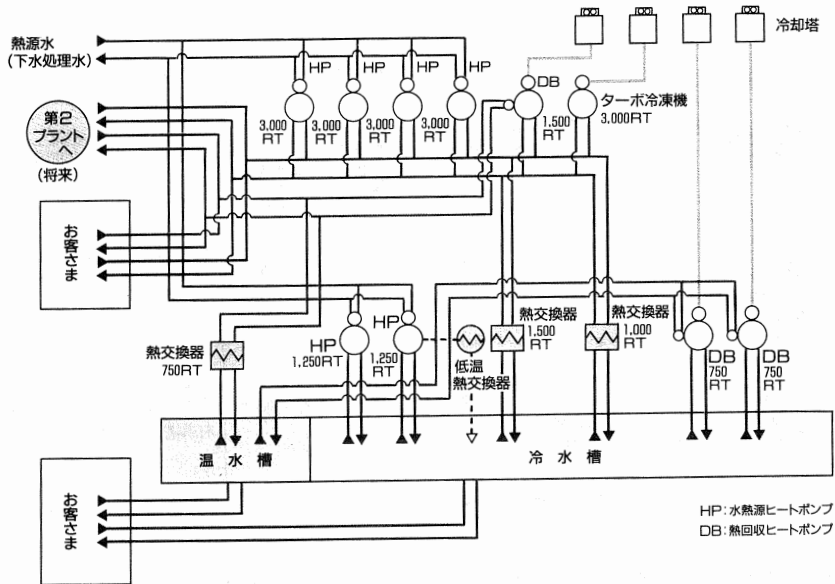 冷却塔
熱源水
(下水処理水)
HP
HP
HP
HP
DB
ターボ冷凍機
3,000RT
3,000
RT
3,000
RT
3,000
RT
3,000
RT
1,500
RT
第2
プラント
へ
(将来)
お客さま
熱交換器
750RT
HP
1,250RT
HP
1,250
RT
低温
熱交換器
熱交換器
1,500
RT
熱交換器
1,000
RT
DB
750
RT
DB
750
RT
温水槽
冷水槽
お客さま
HP:水熱源ヒートポンプ
DB:熱回収ヒートポンプ